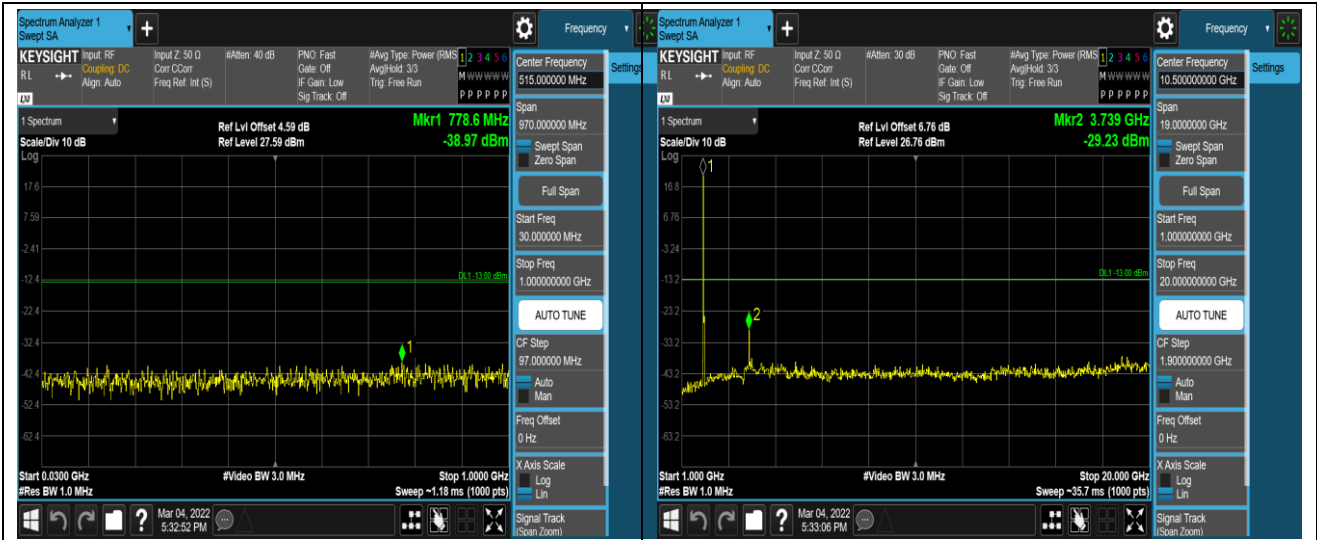 Spectrum Analyzer 1
Swept SA
+
Frequency
KEYSIGHT
RL
LXI
Input: RF
Coupling: DC
Align: Auto
Input Z: 50 Ω
Corr CCorr
Freq Ref: Int (S)
#Atten: 40 dB
PNO: Fast
Gate: Off
IF Gain: Low
Sig Track: Off
#Avg Type: Power (RMS
Avg|Hold: 3/3
Trig: Free Run
1 2 3 4 5 6
M W W W W W
P P P P P P
Center Frequency
515.000000 MHz
Settings
1 Spectrum
Scale/Div 10 dB
Log
Ref Lvl Offset 4.59 dB
Ref Level 27.59 dBm
Mkr1 778.6 MHz
-38.97 dBm
Span
970.000000 MHz
Swept Span
Zero Span
Full Span
Start Freq
30.000000 MHz
Stop Freq
1.000000000 GHz
AUTO TUNE
CF Step
97.000000 MHz
Auto
Man
Freq Offset
0 Hz
X Axis Scale
Log
Lin
Signal Track
(Span Zoom)
17.6
7.59
-2.41
-12.4
-22.4
-32.4
-42.4
-52.4
-62.4
DL1 -13.00 dBm
1
Start 0.0300 GHz
#Res BW 1.0 MHz
#Video BW 3.0 MHz
Stop 1.0000 GHz
Sweep ~1.18 ms (1000 pts)
?
Mar 04, 2022
5:32:52 PM
Spectrum Analyzer 1
Swept SA
+
Frequency
KEYSIGHT
RL
LXI
Input: RF
Coupling: DC
Align: Auto
Input Z: 50 Ω
Corr CCorr
Freq Ref: Int (S)
#Atten: 30 dB
PNO: Fast
Gate: Off
IF Gain: Low
Sig Track: Off
#Avg Type: Power (RMS
Avg|Hold: 3/3
Trig: Free Run
1 2 3 4 5 6
M W W W W W
P P P P P P
Center Frequency
10.500000000 GHz
Settings
1 Spectrum
Scale/Div 10 dB
Log
Ref Lvl Offset 6.76 dB
Ref Level 26.76 dBm
Mkr2 3.739 GHz
-29.23 dBm
Span
19.0000000 GHz
Swept Span
Zero Span
Full Span
Start Freq
1.000000000 GHz
Stop Freq
20.000000000 GHz
AUTO TUNE
CF Step
1.900000000 GHz
Auto
Man
Freq Offset
0 Hz
X Axis Scale
Log
Lin
Signal Track
(Span Zoom)
16.8
6.76
-3.24
-13.2
-23.2
-33.2
-43.2
-53.2
-63.2
DL1 -13.00 dBm
1
2
Start 1.000 GHz
#Res BW 1.0 MHz
#Video BW 3.0 MHz
Stop 20.000 GHz
Sweep ~35.7 ms (1000 pts)
?
Mar 04, 2022
5:33:06 PM